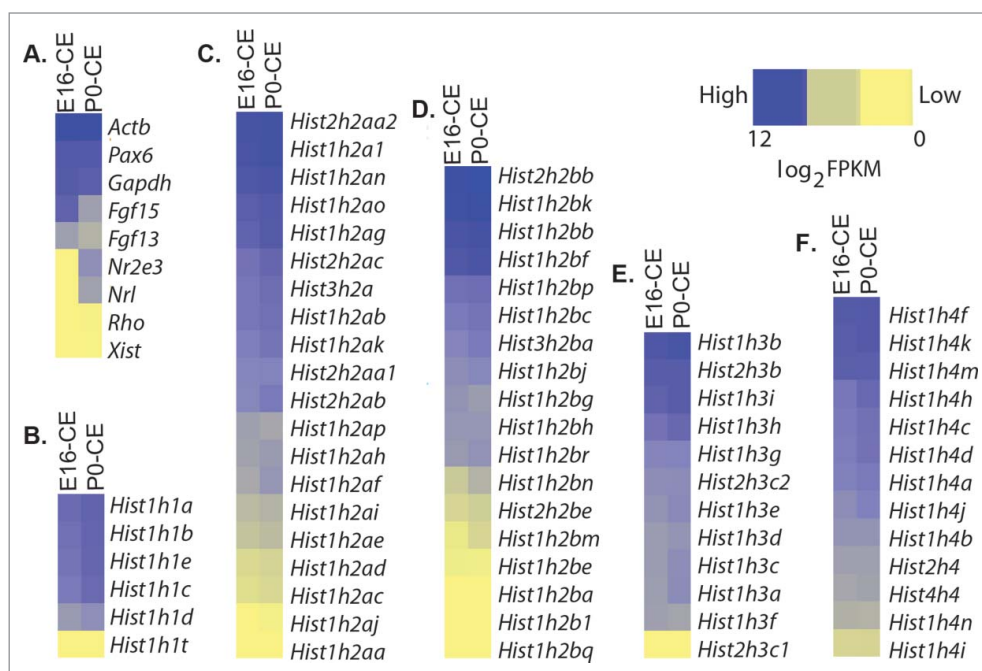 A.
E16-CE
P0-CE
Actb
Pax6
Gapdh
Fgf15
Fgf13
Nr2e3
Nrl
Rho
Xist
B.
E16-CE
P0-CE
Hist1h1a
Hist1h1b
Hist1h1e
Hist1h1c
Hist1h1d
Hist1h1t
C.
E16-CE
P0-CE
Hist2h2aa2
Hist1h2a1
Hist1h2an
Hist1h2ao
Hist1h2ag
Hist2h2ac
Hist3h2a
Hist1h2ab
Hist1h2ak
Hist2h2aa1
Hist2h2ab
Hist1h2ap
Hist1h2ah
Hist1h2af
Hist1h2ai
Hist1h2ae
Hist1h2ad
Hist1h2ac
Hist1h2aj
Hist1h2aa
D.
E16-CE
P0-CE
Hist2h2bb
Hist1h2bk
Hist1h2bb
Hist1h2bf
Hist1h2bp
Hist1h2bc
Hist3h2ba
Hist1h2bj
Hist1h2bg
Hist1h2bh
Hist1h2br
Hist1h2bn
Hist2h2be
Hist1h2bm
Hist1h2be
Hist1h2ba
Hist1h2b1
Hist1h2bq
High
Low
12
0
log2FPKM
E.
E16-CE
P0-CE
Hist1h3b
Hist2h3b
Hist1h3i
Hist1h3h
Hist1h3g
Hist2h3c2
Hist1h3e
Hist1h3d
Hist1h3c
Hist1h3a
Hist1h3f
Hist2h3c1
F.
E16-CE
P0-CE
Hist1h4f
Hist1h4k
Hist1h4m
Hist1h4h
Hist1h4c
Hist1h4d
Hist1h4a
Hist1h4j
Hist1h4b
Hist2h4
Hist4h4
Hist1h4n
Hist1h4i